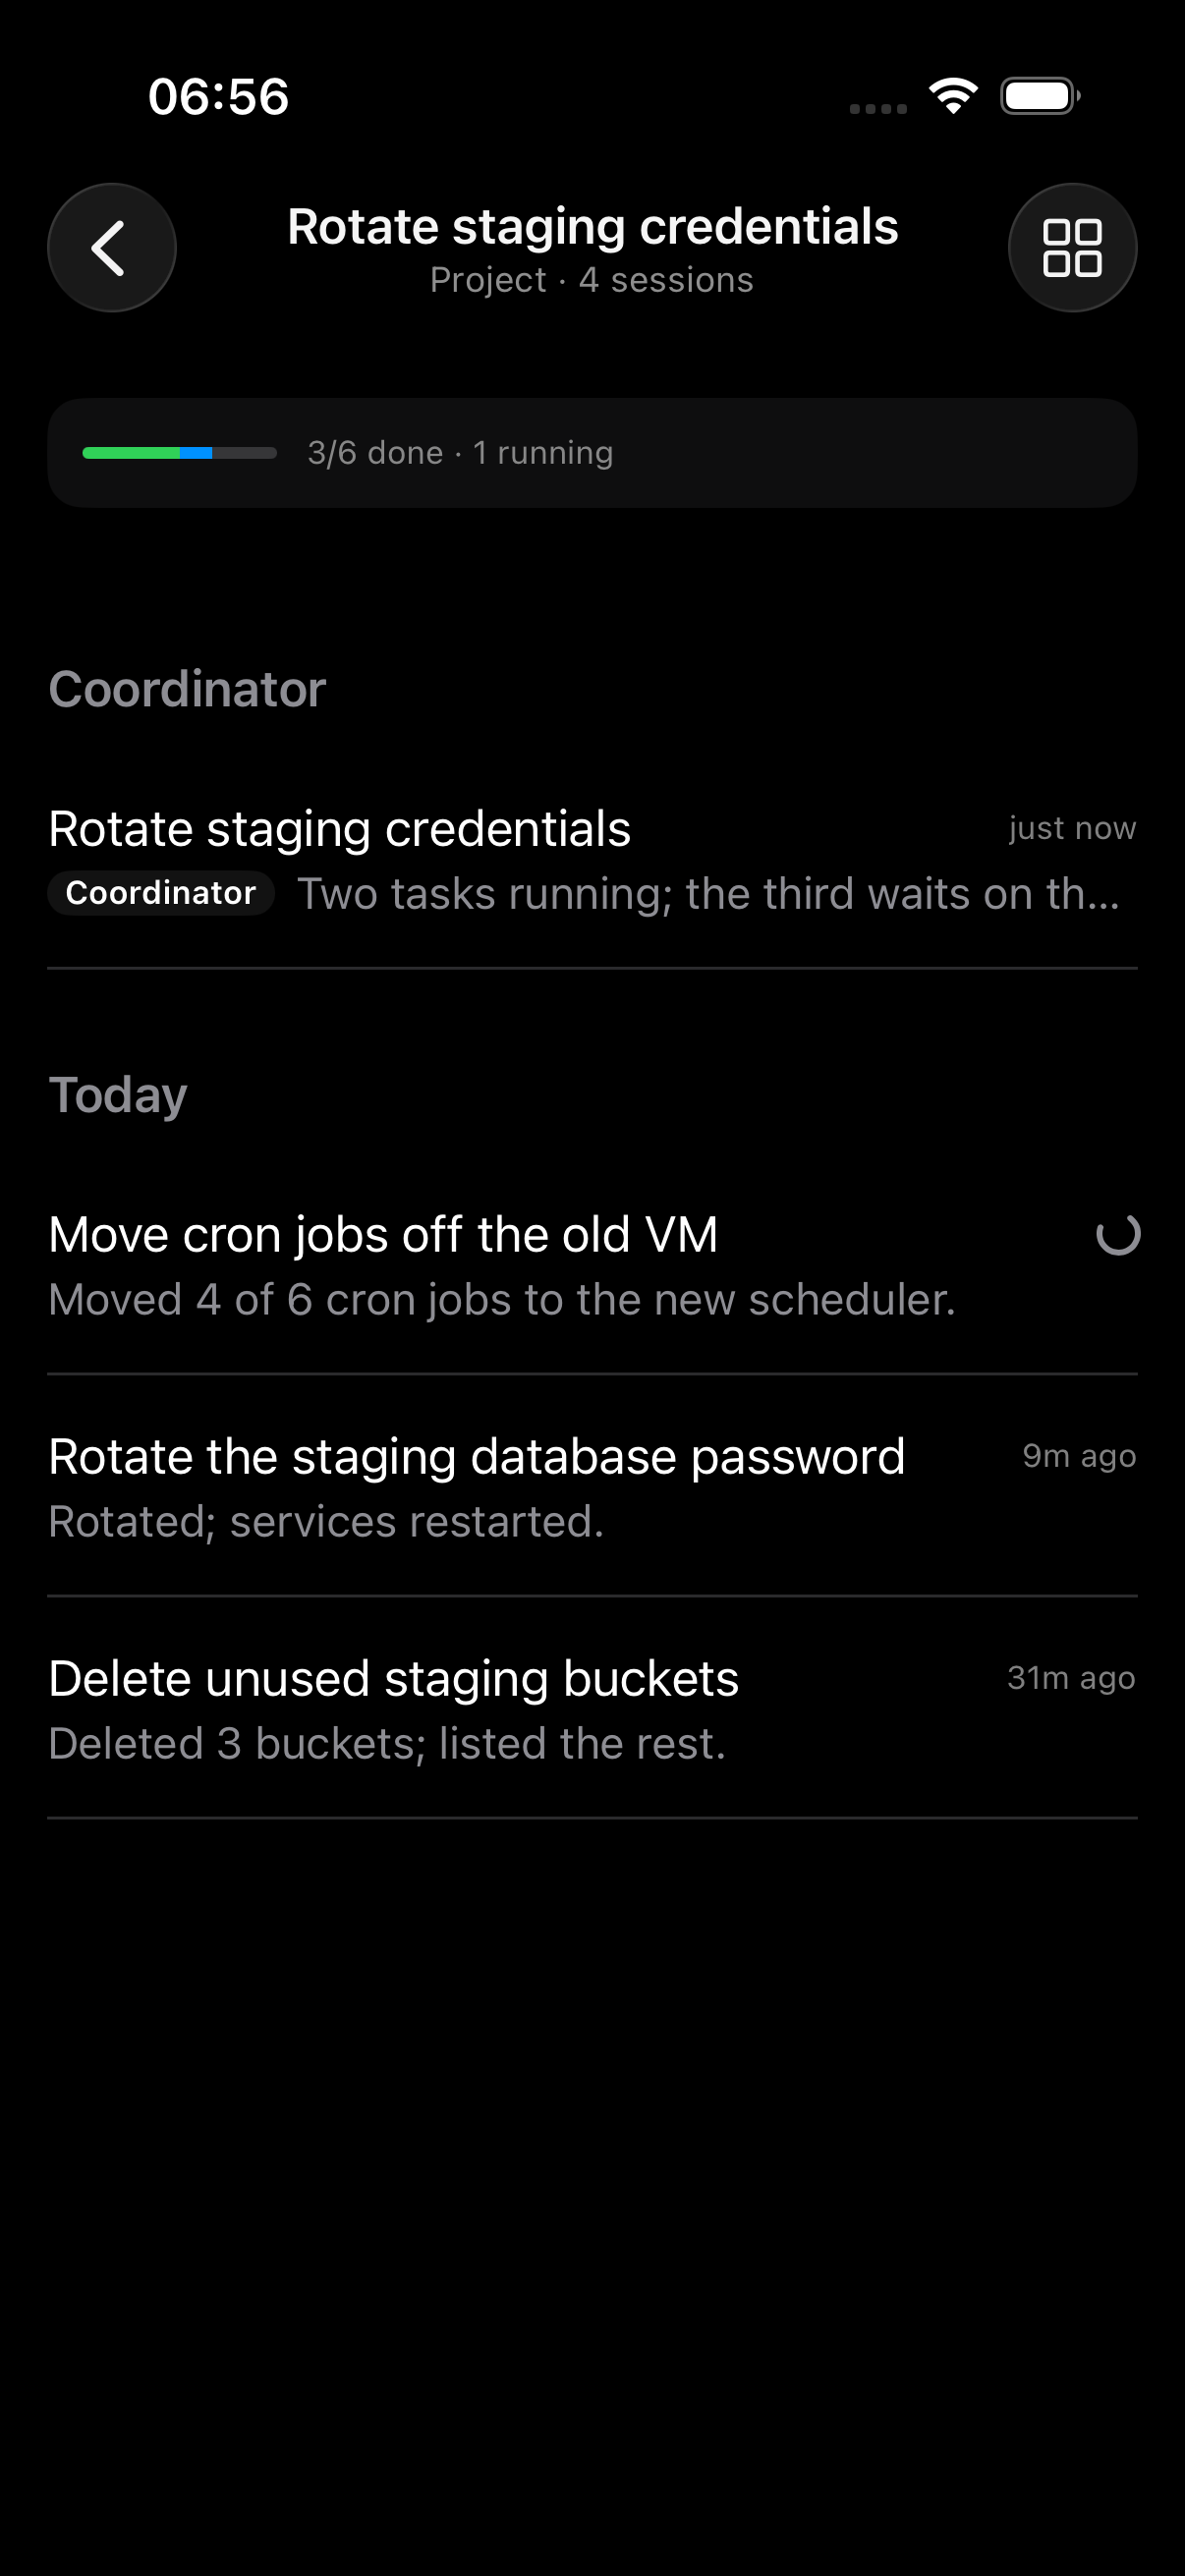 06:56
Rotate staging credentials
Project · 4 sessions
3/6 done · 1 running
Coordinator
Rotate staging credentials
just now
Coordinator Two tasks running; the third waits on th...
Today
Move cron jobs off the old VM
Moved 4 of 6 cron jobs to the new scheduler.
Rotate the staging database password
9m ago
Rotated; services restarted.
Delete unused staging buckets
31m ago
Deleted 3 buckets; listed the rest.